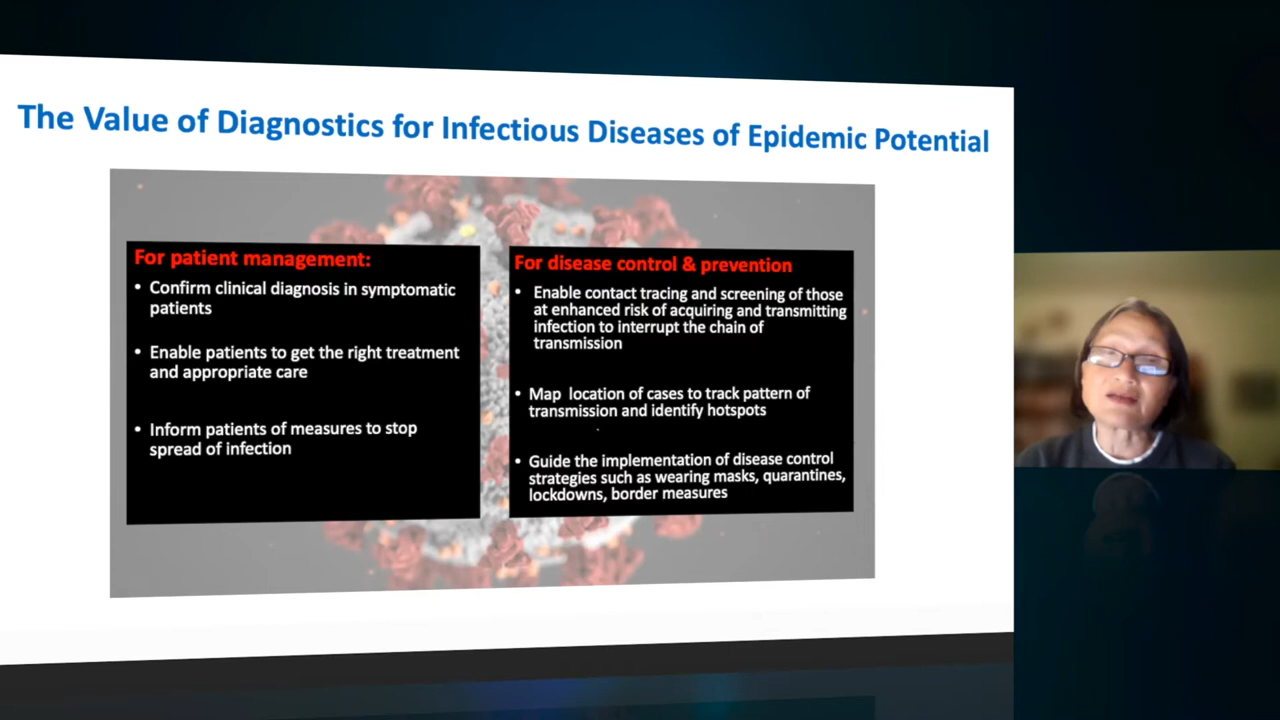 The Value of Diagnostics for Infectious Diseases of Epidemic Potential
For patient management:
• Confirm clinical diagnosis in symptomatic
patients
• Enable patients to get the right treatment
and appropriate care
• Inform patients of measures to stop
spread of infection
For disease control & prevention
• Enable contact tracing and screening of those
at enhanced risk of acquiring and transmitting
infection to interrupt the chain of
transmission
• Map location of cases to track pattern of
transmission and identify hotspots
• Guide the implementation of disease control
strategies such as wearing masks, quarantines,
lockdowns, border measures